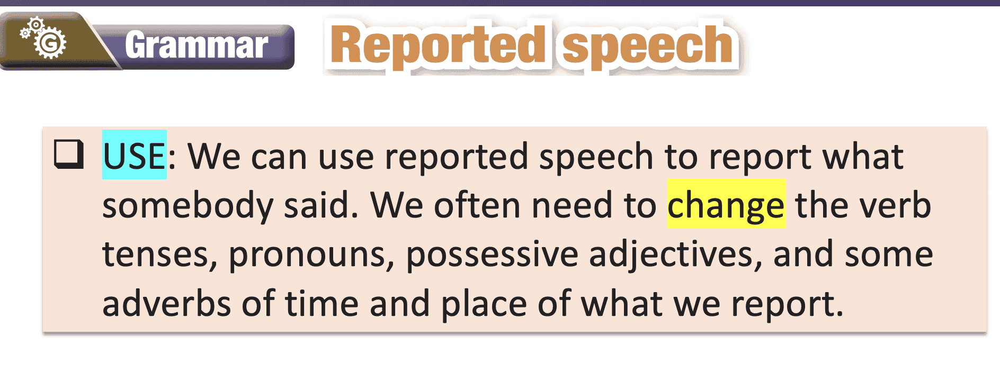 G Grammar Reported speech
USE: We can use reported speech to report what
somebody said. We often need to change the verb
tenses, pronouns, possessive adjectives, and some
adverbs of time and place of what we report.